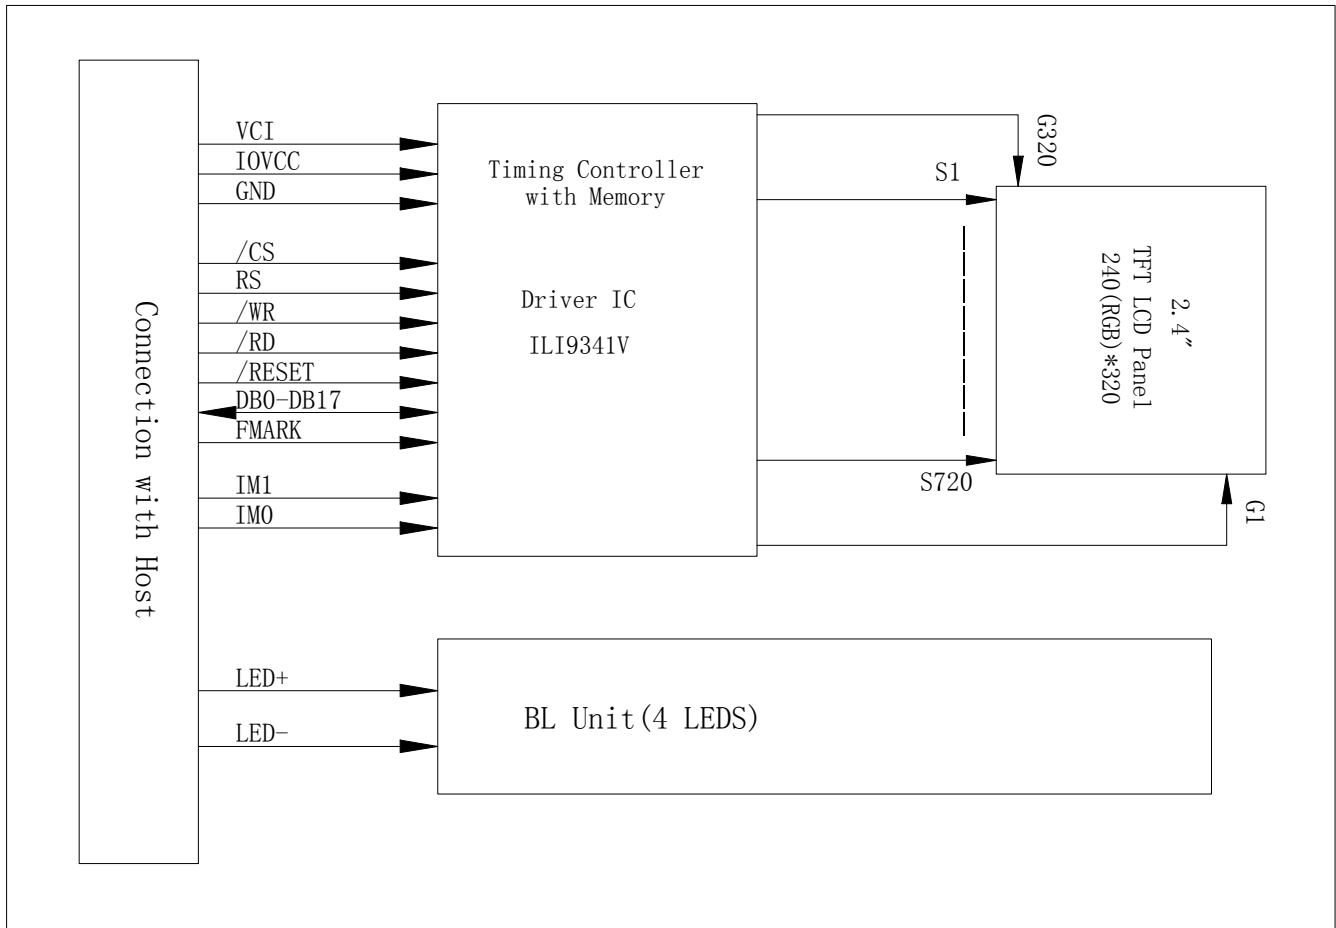 VCI
IOVCC
GND
/CS
RS
/WR
/RD
/RESET
DB0-DB17
FMARK
IM1
IM0
LED+
LED-
Connection with Host
Timing Controller
with Memory
Driver IC
ILI9341V
G320
S1
S720
G1
2.4"
TFT LCD Panel
240(RGB)*320
BL Unit(4 LEDS)